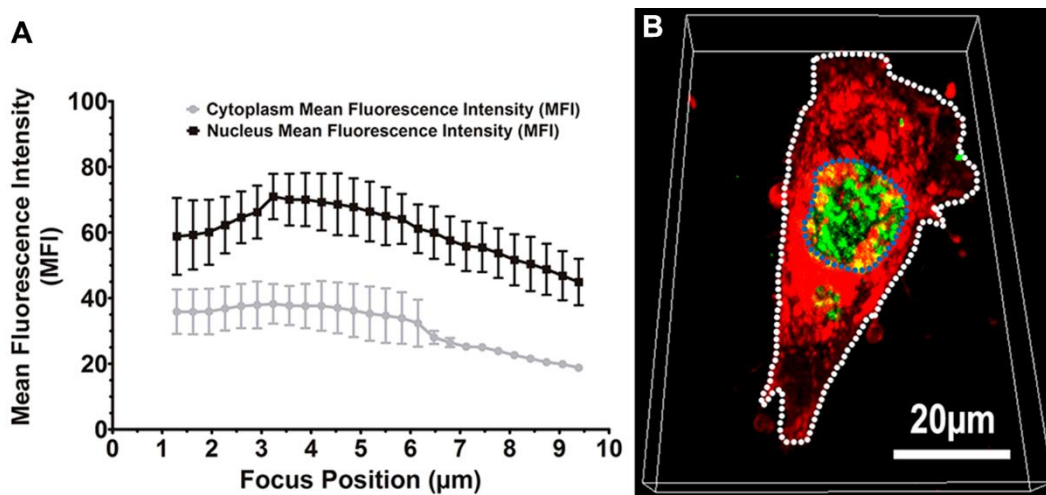 A
Mean Fluorescence Intensity
(MFI)
100
80
60
40
20
0
Cytoplasm Mean Fluorescence Intensity (MFI)
Nucleus Mean Fluorescence Intensity (MFI)
0 1 2 3 4 5 6 7 8 9 10
Focus Position (µm)
B
20µm